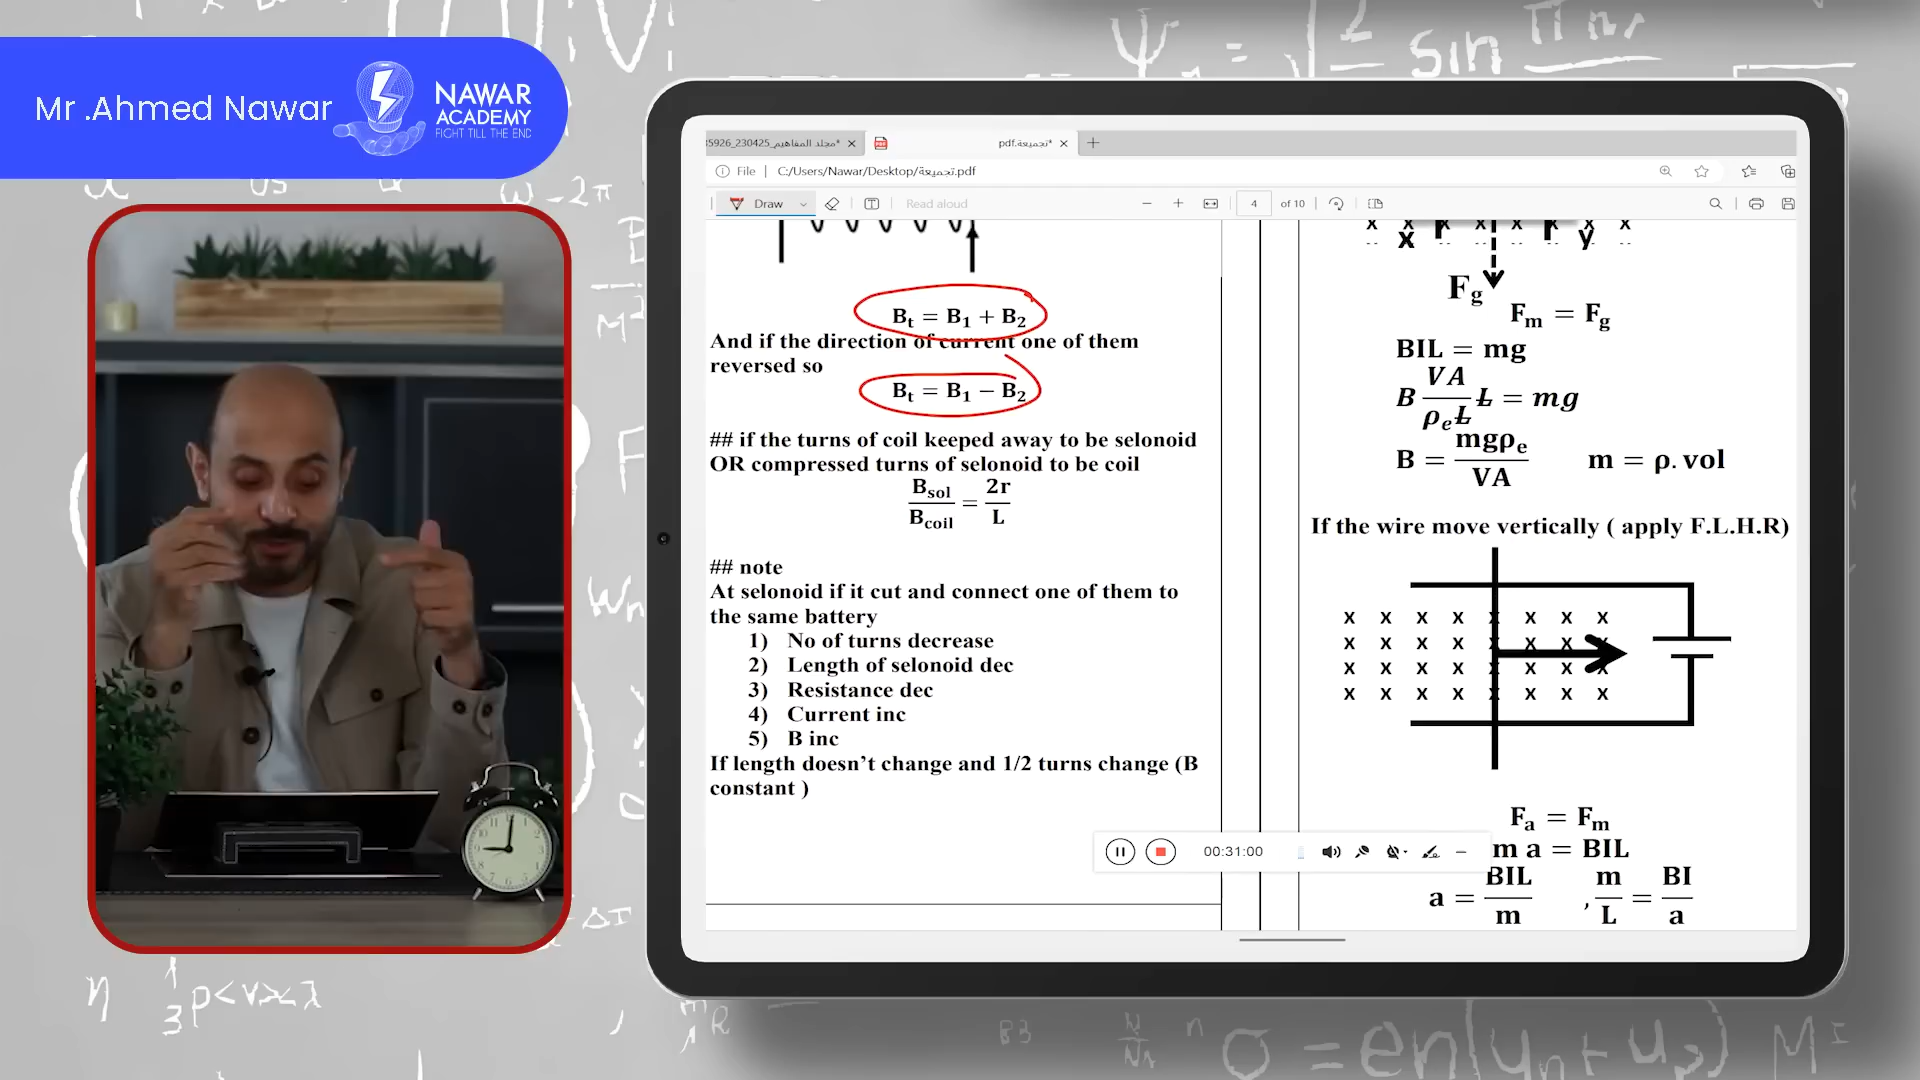 Mr .Ahmed Nawar
NAWAR
ACADEMY
FIGHT TILL THE END
5926_230425_مجلد المفاهيم*
تجميعة.pdf*
File | C:/Users/Nawar/Desktop/تجميعة.pdf
Draw
Read aloud
4 of 10
Bt = B1 + B2
And if the direction of current one of them
reversed so
Bt = B1 − B2
## if the turns of coil keeped away to be selonoid
OR compressed turns of selonoid to be coil
Bsol/Bcoil = 2r/L
## note
At selonoid if it cut and connect one of them to
the same battery
1) No of turns decrease
2) Length of selonoid dec
3) Resistance dec
4) Current inc
5) B inc
If length doesn't change and 1/2 turns change (B
constant )
x x x x x x x x
x y
Fg
Fm = Fg
BIL = mg
B VA/ρeL L = mg
B = mgρe/VA m = ρ. vol
If the wire move vertically ( apply F.L.H.R)
x x x x x x x x
x x x x x x x x
x x x x x x x x
x x x x x x x x
Fa = Fm
m a = BIL
a = BIL/m , m/L = BI/a
00:31:00